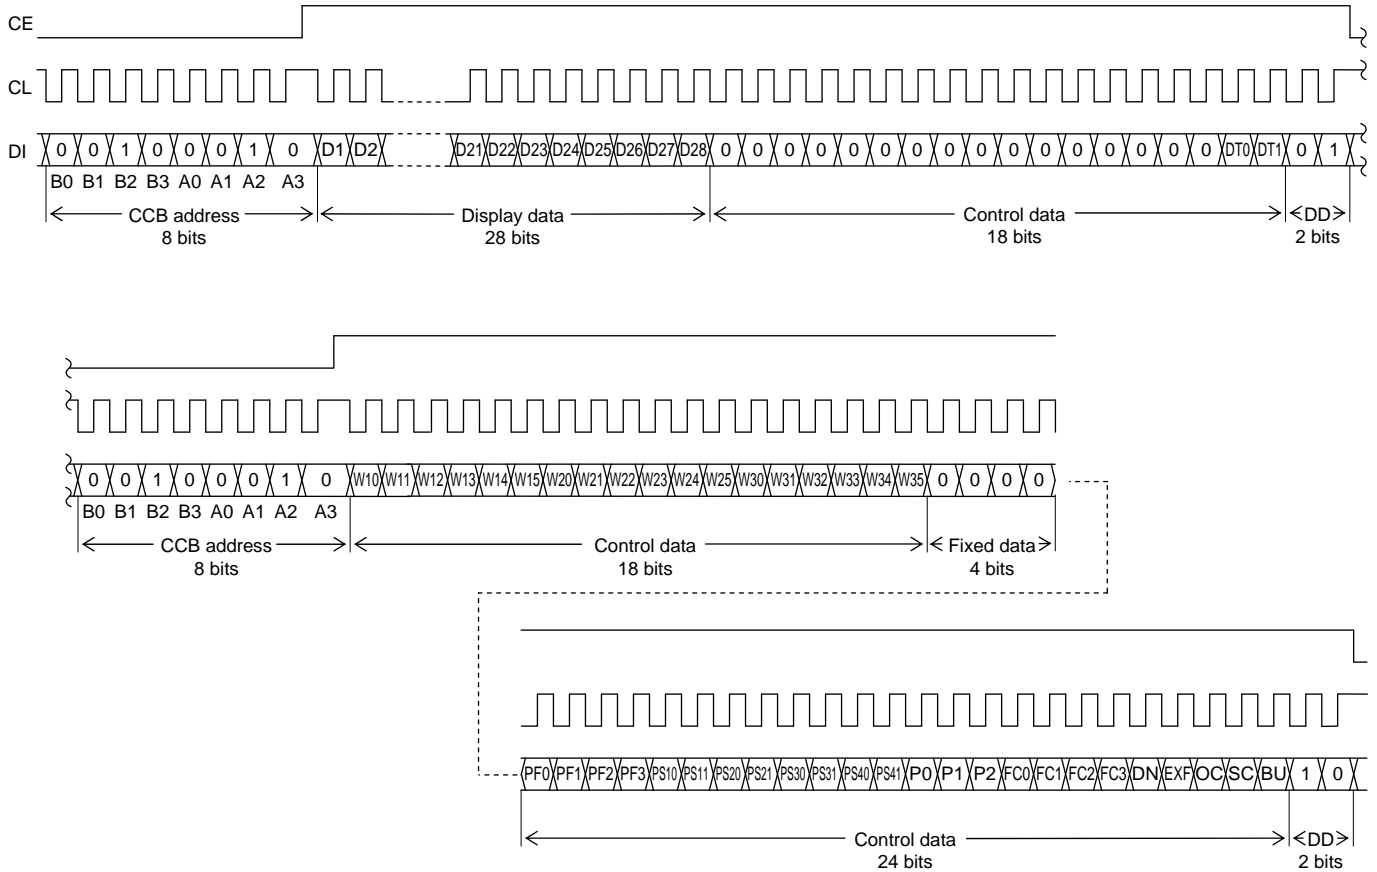 CE
CL
DI 0 0 1 0 0 0 1 0 D1 D2 D21 D22 D23 D24 D25 D26 D27 D28 0 0 0 0 0 0 0 0 0 0 0 0 0 0 0 0 DT0 DT1 0 1
B0 B1 B2 B3 A0 A1 A2 A3
CCB address Display data Control data DD
8 bits 28 bits 18 bits 2 bits
0 0 1 0 0 0 1 0 W10 W11 W12 W13 W14 W15 W20 W21 W22 W23 W24 W25 W30 W31 W32 W33 W34 W35 0 0 0 0
B0 B1 B2 B3 A0 A1 A2 A3
CCB address Control data Fixed data
8 bits 18 bits 4 bits
PF0 PF1 PF2 PF3 PS10 PS11 PS20 PS21 PS30 PS31 PS40 PS41 P0 P1 P2 FC0 FC1 FC2 FC3 DN EXF OC SC BU 1 0
Control data DD
24 bits 2 bits